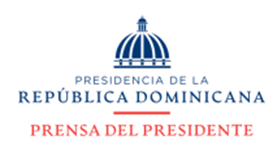 PRESIDENCIA DE LA
REPÚBLICA DOMINICANA
PRENSA DEL PRESIDENTE